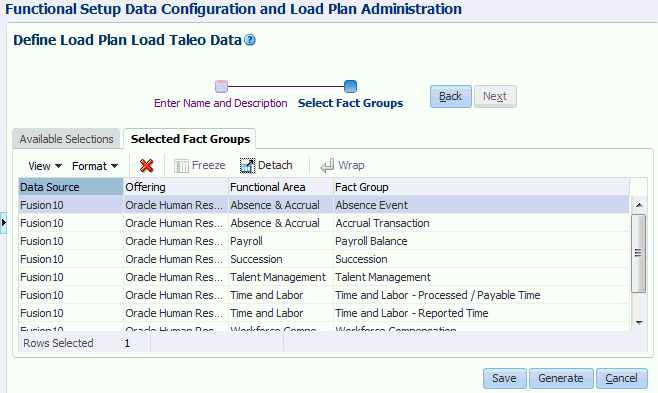 Functional Setup Data Configuration and Load Plan Administration
Define Load Plan Load Taleo Data
Enter Name and Description Select Fact Groups Back Next
Available Selections Selected Fact Groups
View Format Freeze Detach Wrap
Data Source Offering Functional Area Fact Group
Fusion10 Oracle Human Res... Absence & Accrual Absence Event
Fusion10 Oracle Human Res... Absence & Accrual Accrual Transaction
Fusion10 Oracle Human Res... Payroll Payroll Balance
Fusion10 Oracle Human Res... Succession Succession
Fusion10 Oracle Human Res... Talent Management Talent Management
Fusion10 Oracle Human Res... Time and Labor Time and Labor - Processed / Payable Time
Fusion10 Oracle Human Res... Time and Labor Time and Labor - Reported Time
Fusion10 Oracle Human Res... Workforce Compe... Workforce Compensation
Rows Selected 1
Save Generate Cancel